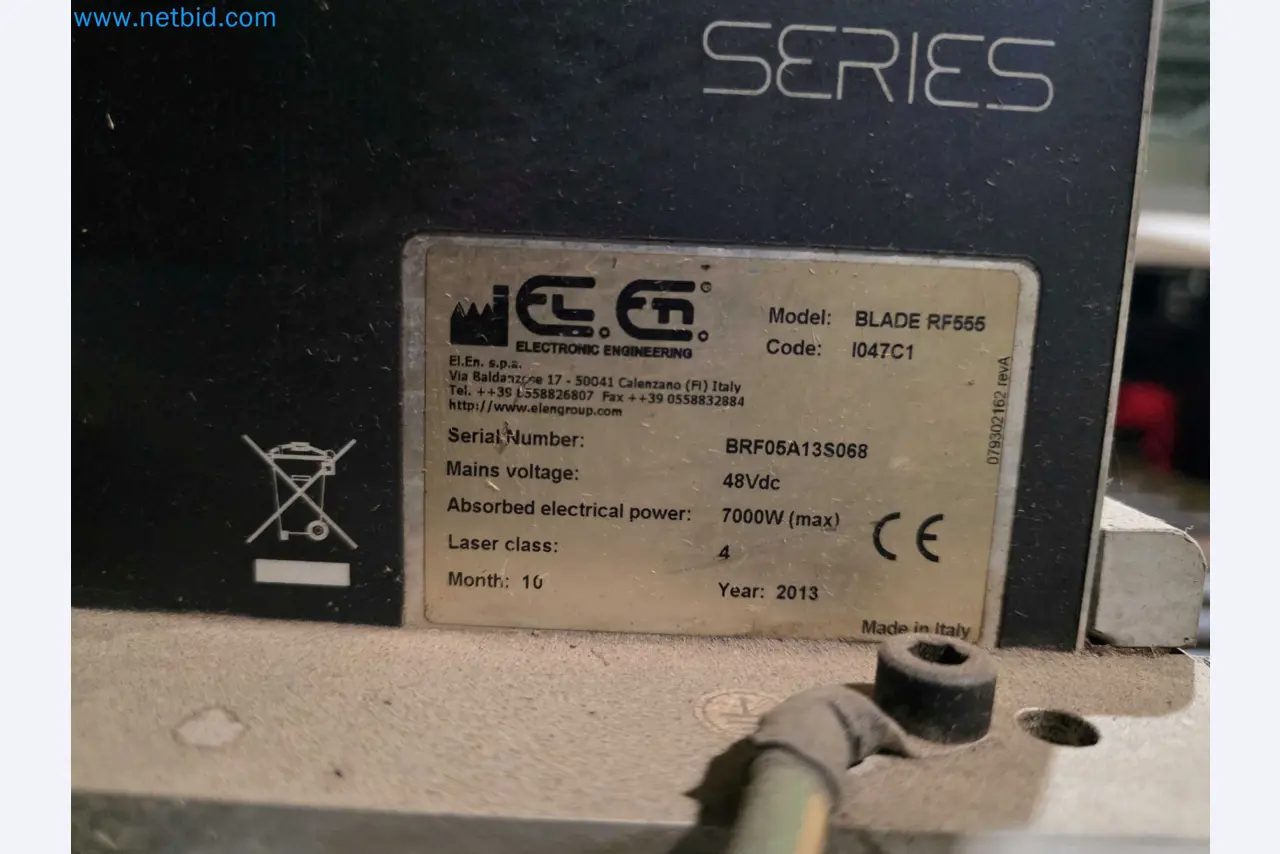 www.netbid.com
SERIES
EL.En.®
ELECTRONIC ENGINEERING
Model: BLADE RF555
Code: I047C1
El.En. s.p.a.
Via Baldanzese 17 - 50041 Calenzano (FI) Italy
Tel. ++39 0558826807 Fax ++39 0558832884
http://www.elengroup.com
079302162 revA
Serial Number: BRF05A13S068
Mains voltage: 48Vdc
Absorbed electrical power: 7000W (max)
CE
Laser class: 4
Month: 10 Year: 2013
Made in Italy